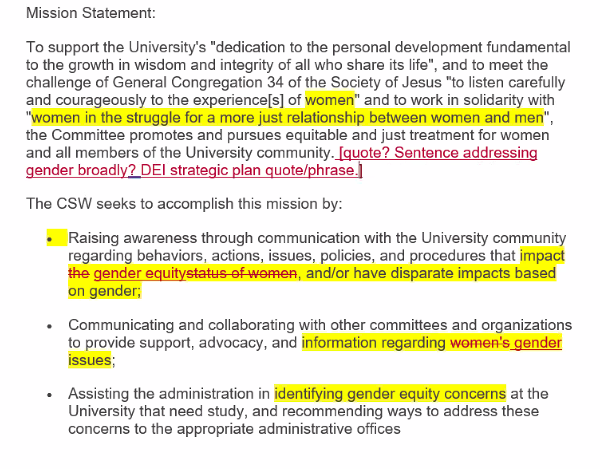 Mission Statement:
To support the University's "dedication to the personal development fundamental
to the growth in wisdom and integrity of all who share its life", and to meet the
challenge of General Congregation 34 of the Society of Jesus "to listen carefully
and courageously to the experience[s] of women" and to work in solidarity with
"women in the struggle for a more just relationship between women and men",
the Committee promotes and pursues equitable and just treatment for women
and all members of the University community. [quote? Sentence addressing
gender broadly? DEI strategic plan quote/phrase.]
The CSW seeks to accomplish this mission by:
• Raising awareness through communication with the University community
regarding behaviors, actions, issues, policies, and procedures that impact
the gender equitystatus of women, and/or have disparate impacts based
on gender;
• Communicating and collaborating with other committees and organizations
to provide support, advocacy, and information regarding women's gender
issues;
• Assisting the administration in identifying gender equity concerns at the
University that need study, and recommending ways to address these
concerns to the appropriate administrative offices